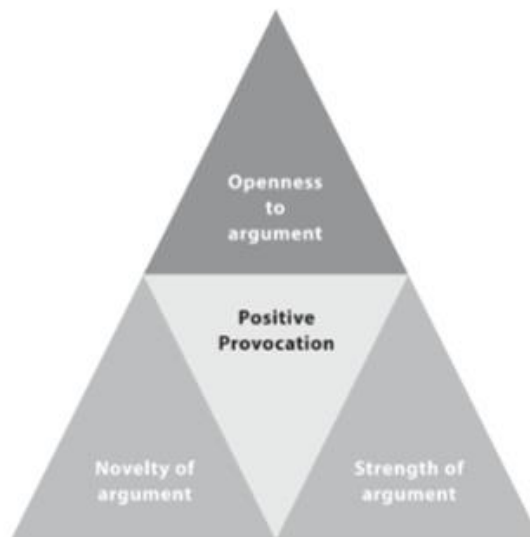 Openness
to
argument
Positive
Provocation
Novelty of
argument
Strength of
argument